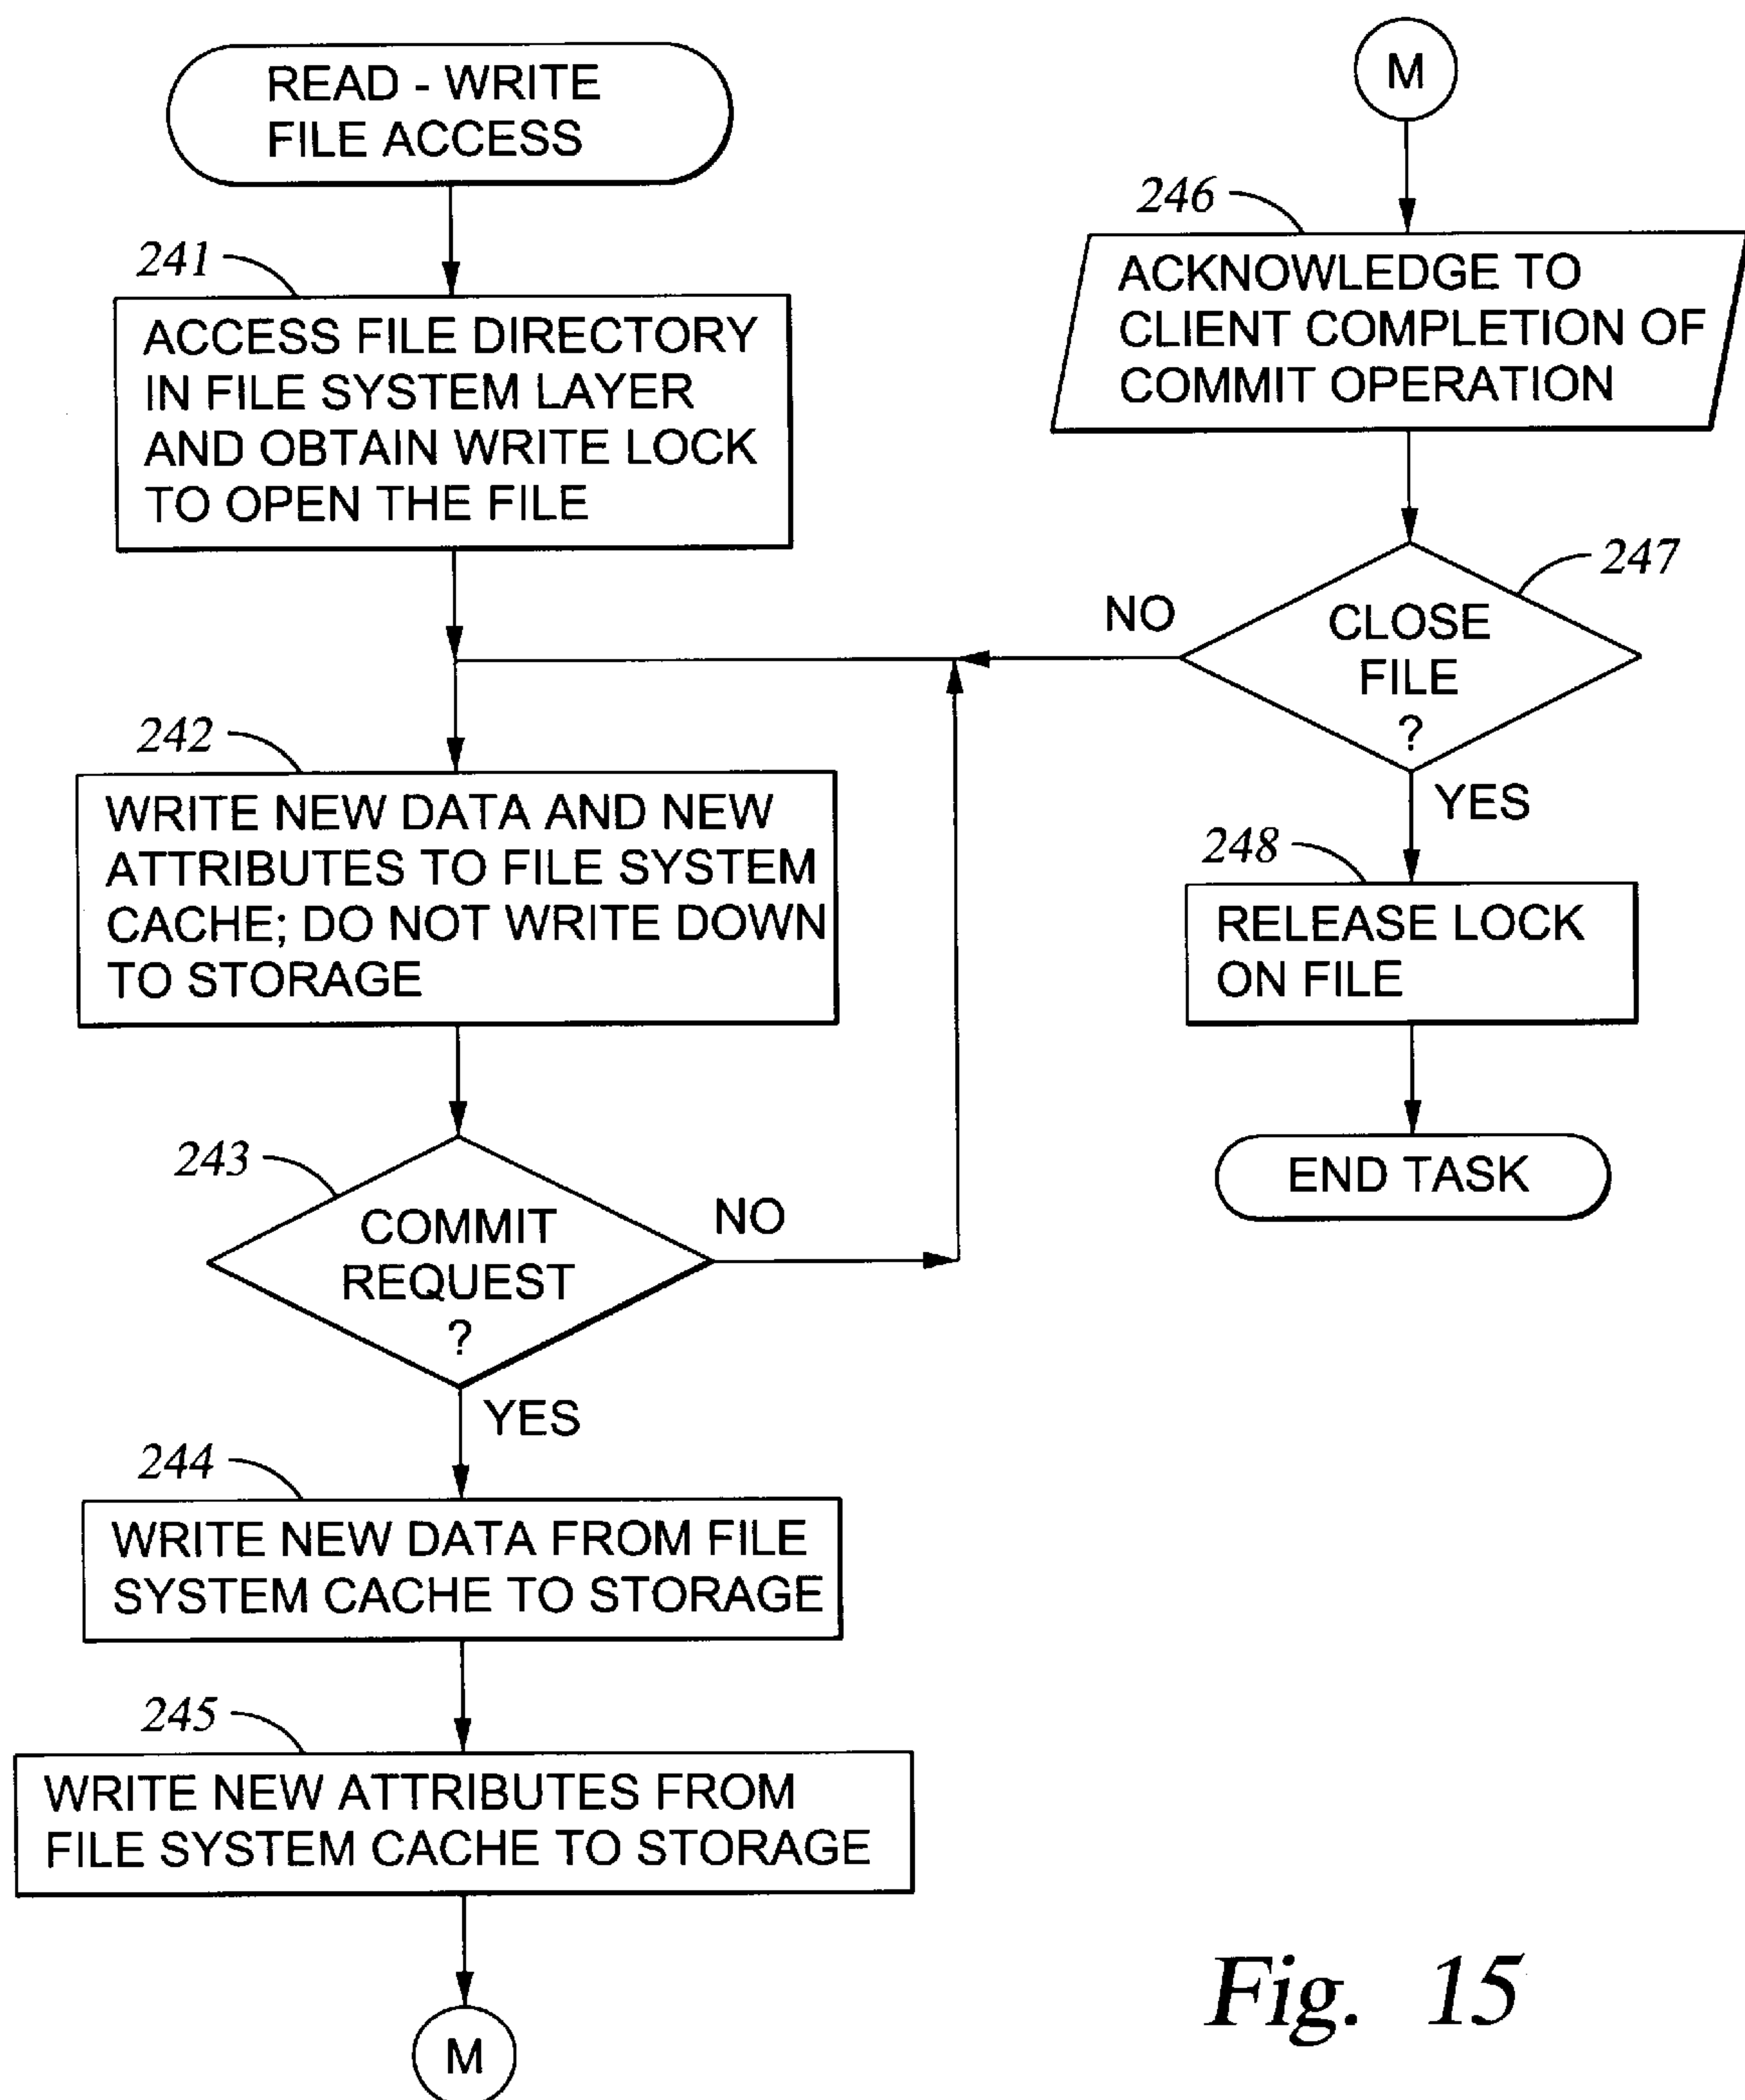 READ - WRITE
FILE ACCESS
241
ACCESS FILE DIRECTORY
IN FILE SYSTEM LAYER
AND OBTAIN WRITE LOCK
TO OPEN THE FILE
242
WRITE NEW DATA AND NEW
ATTRIBUTES TO FILE SYSTEM
CACHE; DO NOT WRITE DOWN
TO STORAGE
243
COMMIT
REQUEST
?
NO
YES
244
WRITE NEW DATA FROM FILE
SYSTEM CACHE TO STORAGE
245
WRITE NEW ATTRIBUTES FROM
FILE SYSTEM CACHE TO STORAGE
M
M
246
ACKNOWLEDGE TO
CLIENT COMPLETION OF
COMMIT OPERATION
247
CLOSE
FILE
?
NO
YES
248
RELEASE LOCK
ON FILE
END TASK
Fig. 15